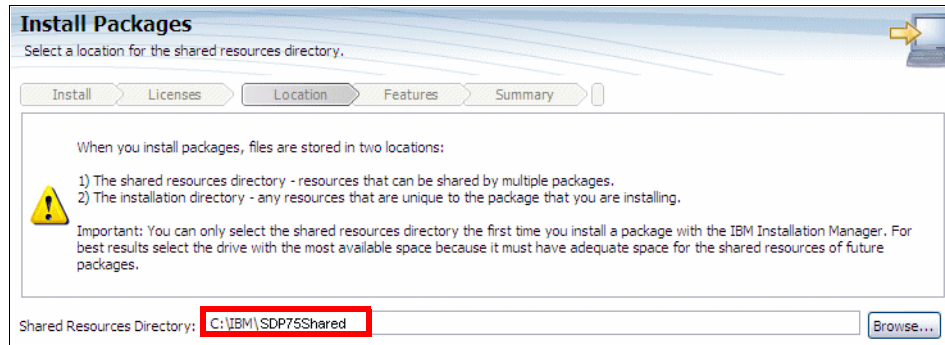 Install Packages
Select a location for the shared resources directory.
Install Licenses Location Features Summary
When you install packages, files are stored in two locations:
1) The shared resources directory - resources that can be shared by multiple packages.
2) The installation directory - any resources that are unique to the package that you are installing.
Important: You can only select the shared resources directory the first time you install a package with the IBM Installation Manager. For
best results select the drive with the most available space because it must have adequate space for the shared resources of future
packages.
Shared Resources Directory: C:\IBM\SDP75Shared Browse...